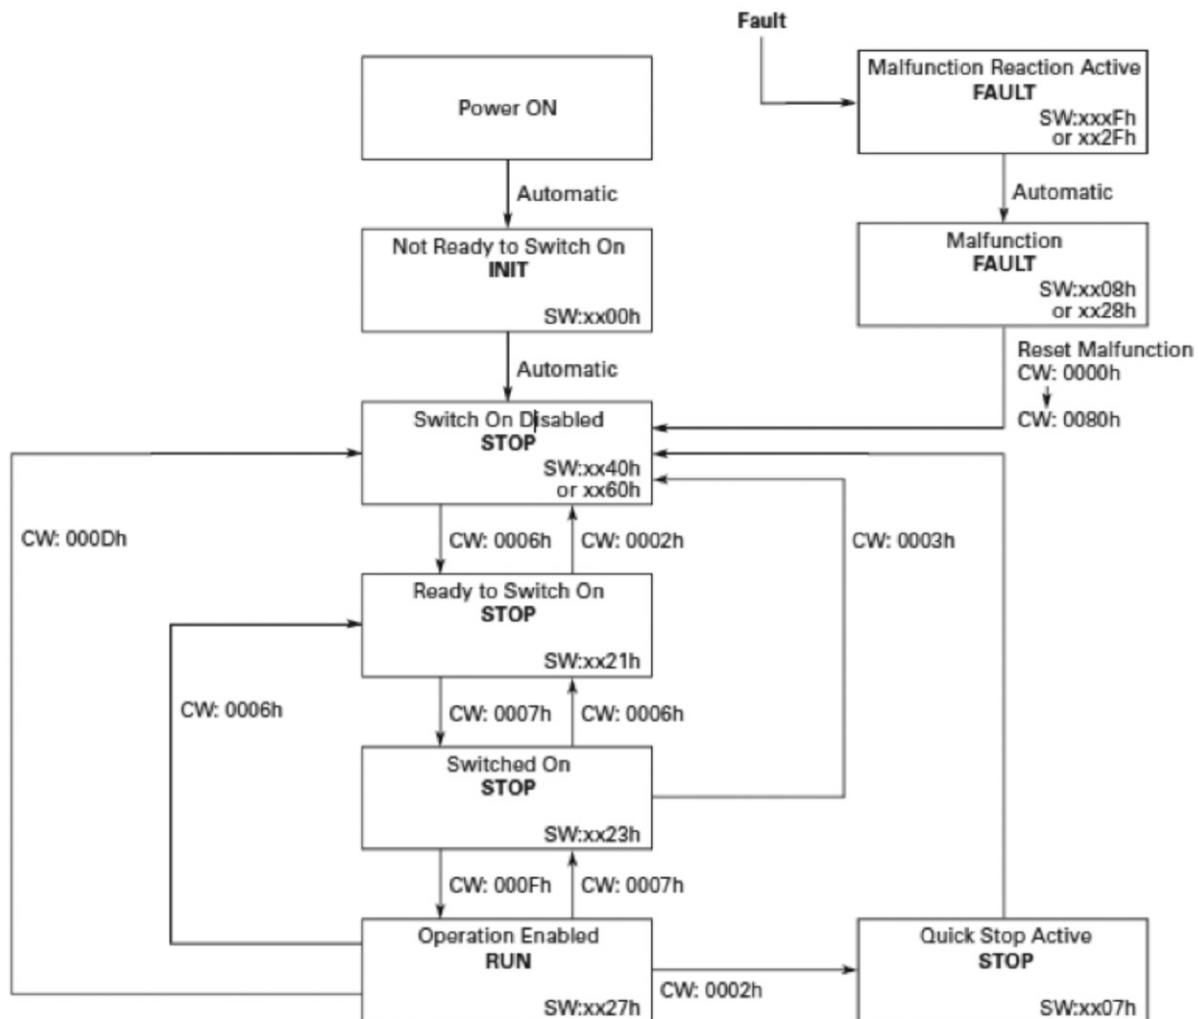 Fault
Power ON
Malfunction Reaction Active
FAULT
SW:xxxFh
or xx2Fh
Automatic
Automatic
Not Ready to Switch On
INIT
SW:xx00h
Malfunction
FAULT
SW:xx08h
or xx28h
Automatic
Reset Malfunction
CW: 0000h
CW: 0080h
Switch On Disabled
STOP
SW:xx40h
or xx60h
CW: 000Dh
CW: 0006h
CW: 0002h
CW: 0003h
Ready to Switch On
STOP
SW:xx21h
CW: 0006h
CW: 0007h
CW: 0006h
Switched On
STOP
SW:xx23h
CW: 000Fh
CW: 0007h
Operation Enabled
RUN
SW:xx27h
CW: 0002h
Quick Stop Active
STOP
SW:xx07h